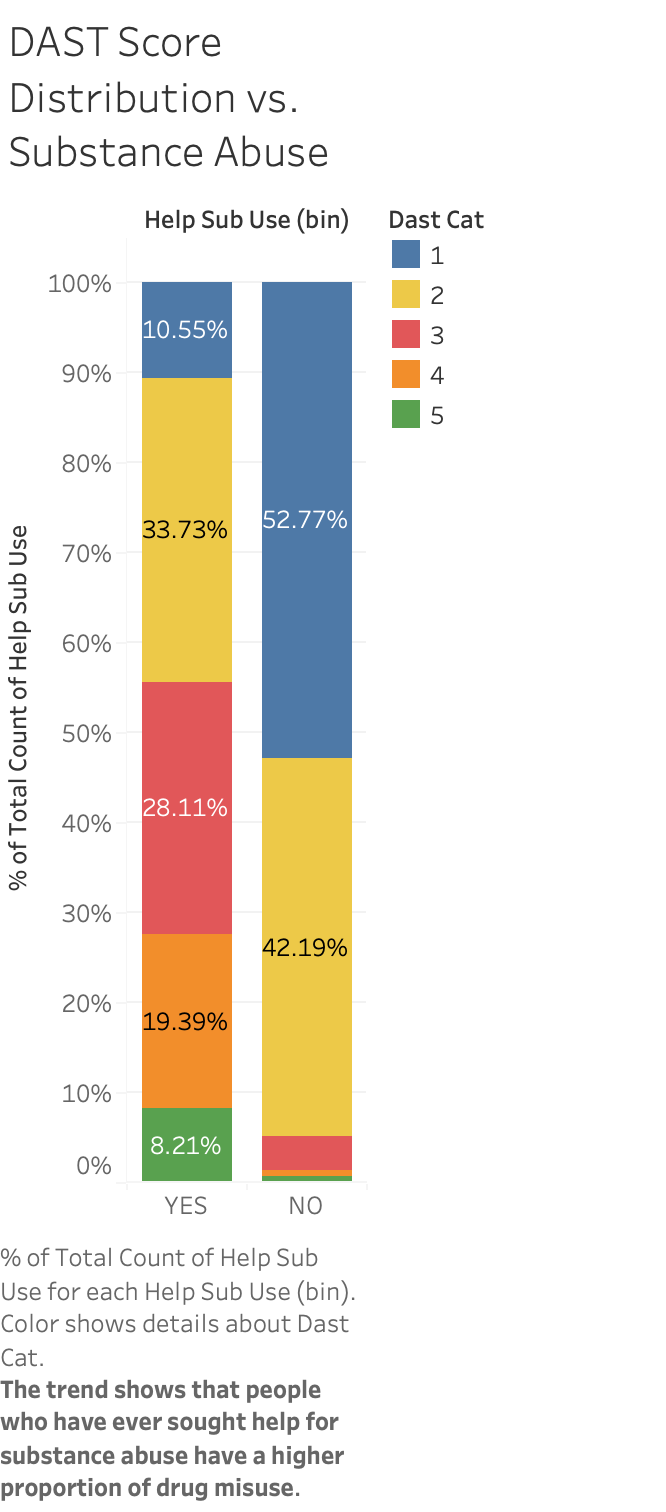 DAST Score
Distribution vs.
Substance Abuse
Help Sub Use (bin)
Dast Cat
1
2
3
4
5
% of Total Count of Help Sub Use
100%
90%
80%
70%
60%
50%
40%
30%
20%
10%
0%
10.55%
33.73%
28.11%
19.39%
8.21%
52.77%
42.19%
YES
NO
% of Total Count of Help Sub
Use for each Help Sub Use (bin).
Color shows details about Dast
Cat.
The trend shows that people
who have ever sought help for
substance abuse have a higher
proportion of drug misuse.